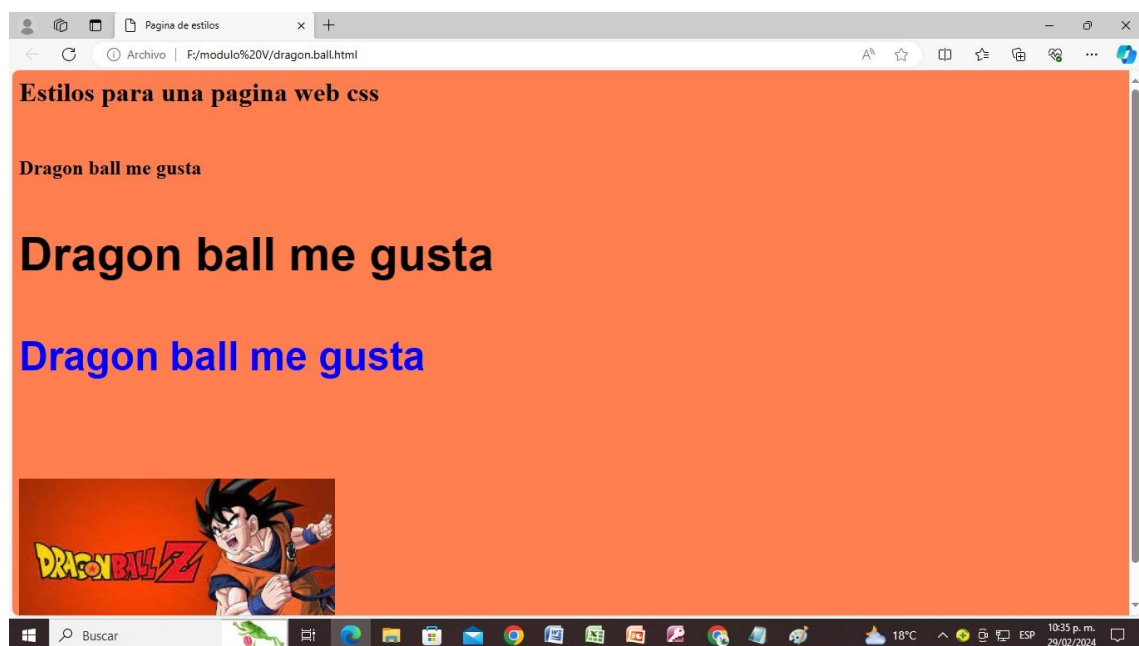 Pagina de estilos
Archivo | F:/modulo%20V/dragon.ball.html
Estilos para una pagina web css
Dragon ball me gusta
Dragon ball me gusta
Dragon ball me gusta
DRAGON BALL Z
Buscar
18°C
ESP
10:35 p. m.
29/02/2024